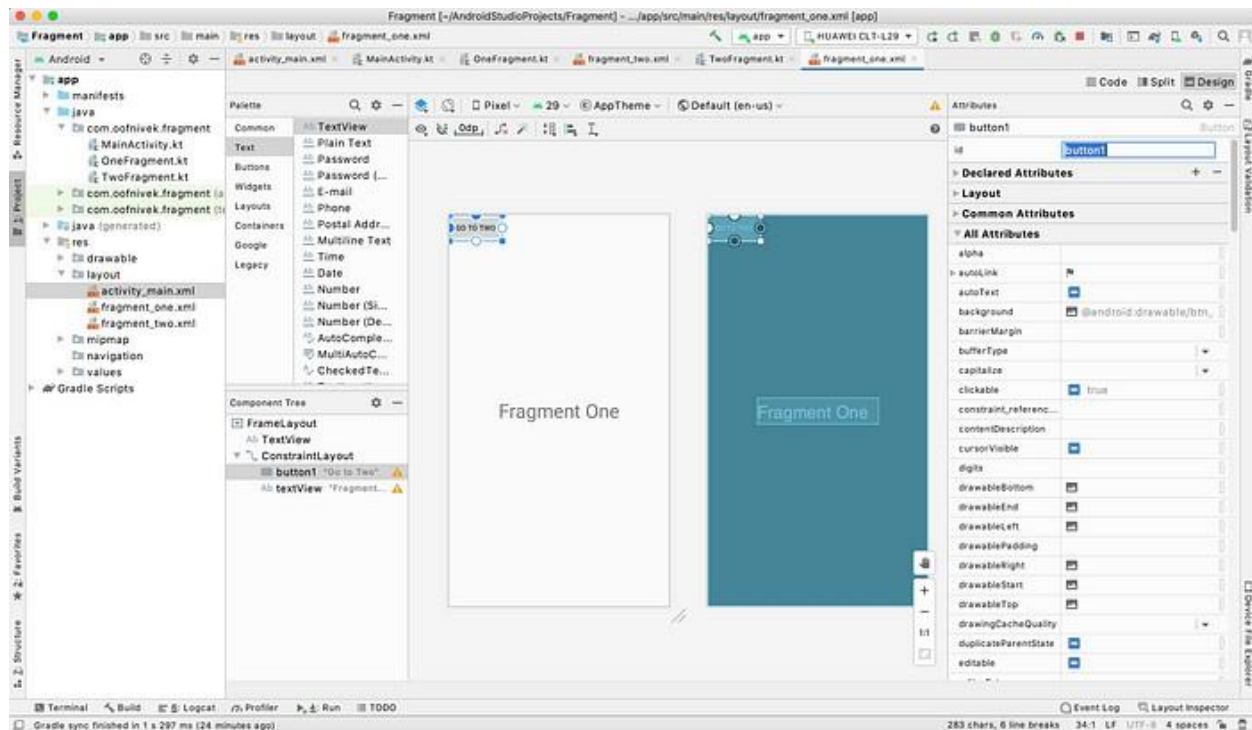 Fragment [~/AndroidStudioProjects/Fragment] - .../app/src/main/res/layout/fragment_one.xml [app]
Fragment app src main res layout fragment_one.xml
app HUAWEI CLT-L29
Android
activity_main.xml MainActivity.kt OneFragment.kt fragment_two.xml TwoFragment.kt fragment_one.xml
Code Split Design
Resource Manager
1: Project
Build Variants
2: Favorites
Z: Structure
app
manifests
java
com.oofnivek.fragment
MainActivity.kt
OneFragment.kt
TwoFragment.kt
com.oofnivek.fragment
com.oofnivek.fragment
java (generated)
res
drawable
layout
activity_main.xml
fragment_one.xml
fragment_two.xml
mipmap
navigation
values
Gradle Scripts
Palette
Common
Text
Buttons
Widgets
Layouts
Containers
Google
Legacy
Ab TextView
Plain Text
Password
Password (...
E-mail
Phone
Postal Addr...
Multiline Text
Time
Date
Number
Number (Si...
Number (De...
AutoComple...
MultiAutoC...
CheckedTe...
Component Tree
FrameLayout
Ab TextView
ConstraintLayout
button1 "Go to Two"
Ab textView "Fragment...
Pixel 29 AppTheme Default (en-us)
0dp
GO TO TWO
Fragment One
GO TO TWO
Fragment One
1:1
Attributes
button1 Button
id button1
Declared Attributes
Layout
Common Attributes
All Attributes
alpha
autoLink
autoText
background @android:drawable/btn_
barrierMargin
bufferType
capitalize
clickable true
constraint_referenc...
contentDescription
cursorVisible
digits
drawableBottom
drawableEnd
drawableLeft
drawablePadding
drawableRight
drawableStart
drawableTop
drawingCacheQuality
duplicateParentState
editable
Gradle
Layout Validation
Device File Explorer
Terminal Build 6: Logcat Profiler 4: Run TODO
Event Log Layout Inspector
Gradle sync finished in 1 s 297 ms (24 minutes ago)
283 chars, 6 line breaks 34:1 LF UTF-8 4 spaces